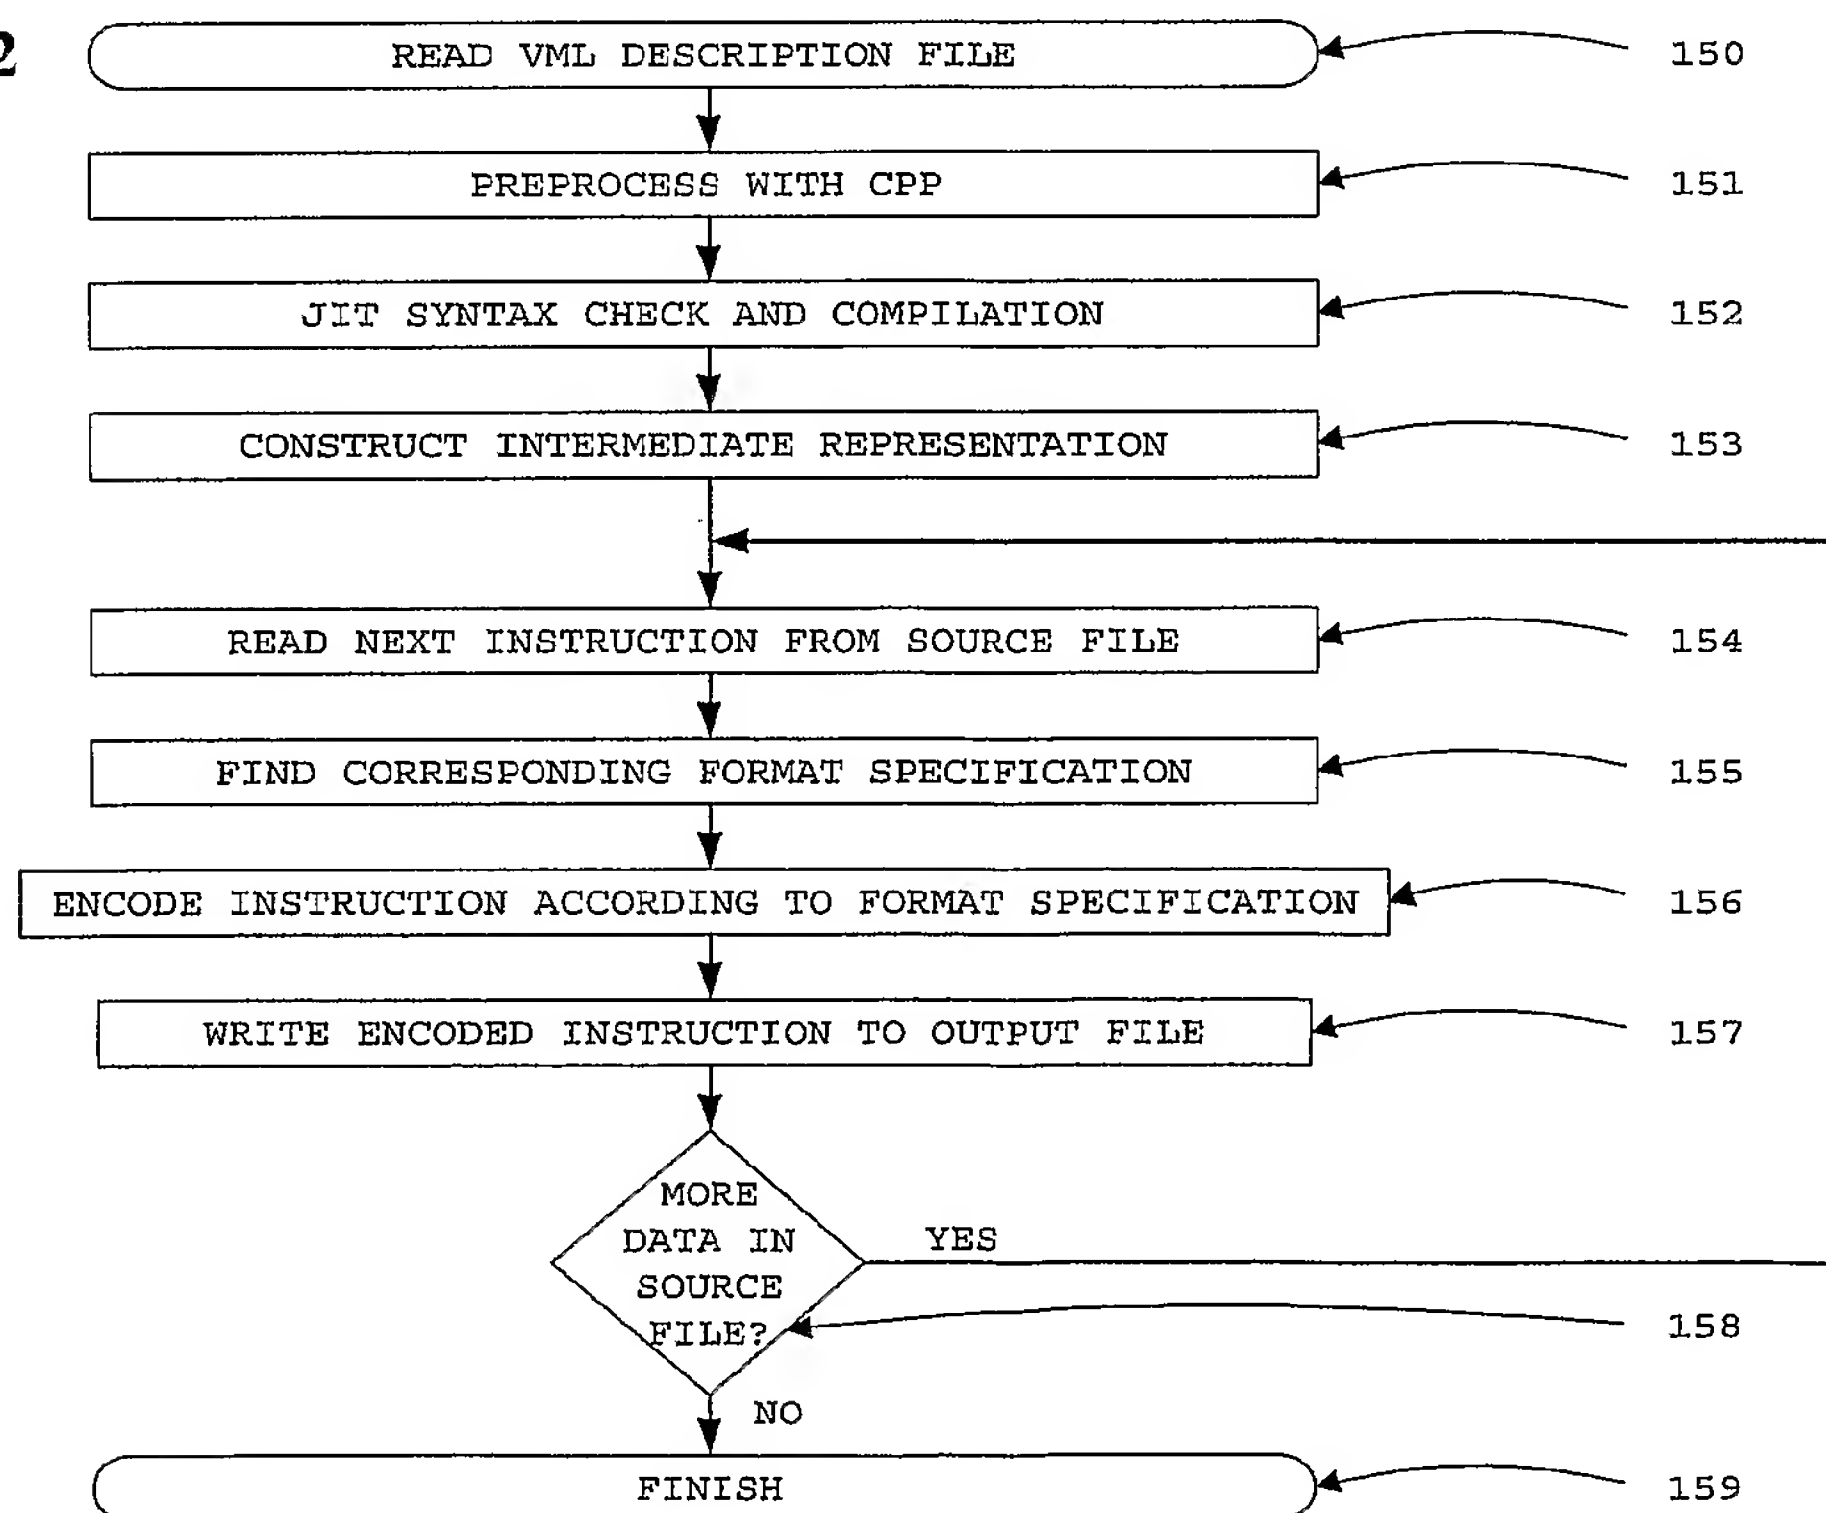 2
READ VML DESCRIPTION FILE 150
PREPROCESS WITH CPP 151
JIT SYNTAX CHECK AND COMPILATION 152
CONSTRUCT INTERMEDIATE REPRESENTATION 153
READ NEXT INSTRUCTION FROM SOURCE FILE 154
FIND CORRESPONDING FORMAT SPECIFICATION 155
ENCODE INSTRUCTION ACCORDING TO FORMAT SPECIFICATION 156
WRITE ENCODED INSTRUCTION TO OUTPUT FILE 157
MORE
DATA IN YES
SOURCE
FILE? 158
NO
FINISH 159